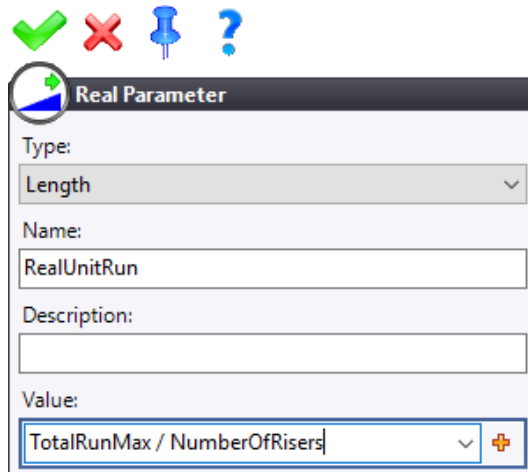 Real Parameter
Type:
Length
Name:
RealUnitRun
Description:
Value:
TotalRunMax / NumberOfRisers